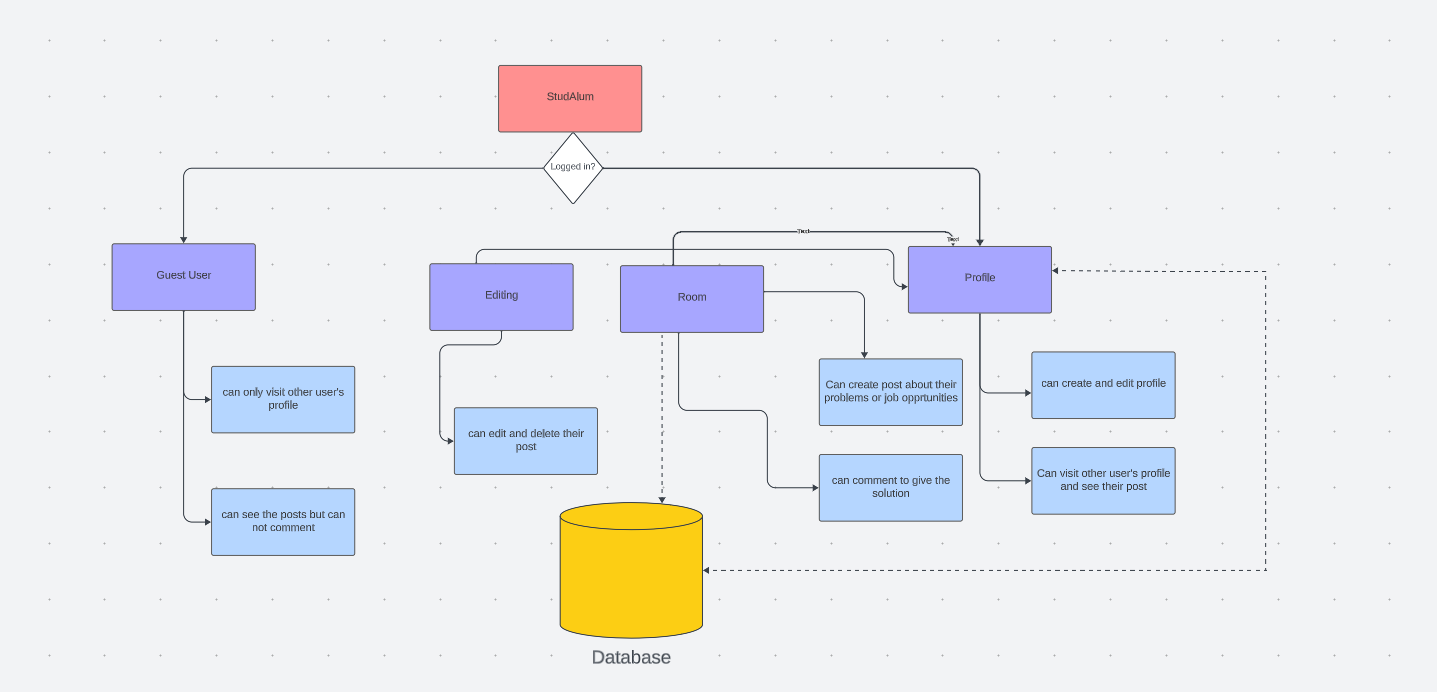 StudAlum
Logged in?
Text
Text
Guest User
Editing
Room
Profile
can only visit other user's
profile
Can create post about their
problems or job opprtunities
can create and edit profile
can edit and delete their
post
can comment to give the
solution
Can visit other user's profile
and see their post
can see the posts but can
not comment
Database